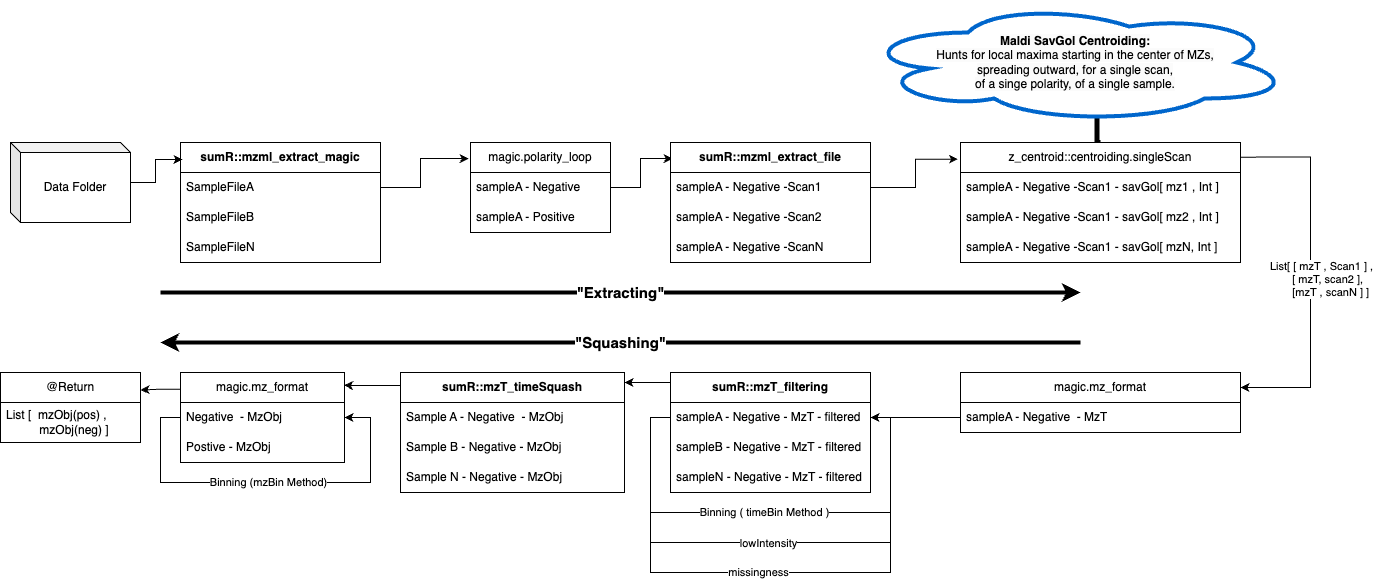 Maldi SavGol Centroiding:
Hunts for local maxima starting in the center of MZs,
spreading outward, for a single scan,
of a singe polarity, of a single sample.
Data Folder
sumR::mzml_extract_magic
SampleFileA
SampleFileB
SampleFileN
magic.polarity_loop
sampleA - Negative
sampleA - Positive
sumR::mzml_extract_file
sampleA - Negative -Scan1
sampleA - Negative -Scan2
sampleA - Negative -ScanN
z_centroid::centroiding.singleScan
sampleA - Negative -Scan1 - savGol[ mz1 , Int ]
sampleA - Negative -Scan1 - savGol[ mz2 , Int ]
sampleA - Negative -Scan1 - savGol[ mzN, Int ]
List[ [ mzT , Scan1 ] ,
[ mzT, scan2 ],
[mzT , scanN ] ]
"Extracting"
"Squashing"
@Return
List [ mzObj(pos) ,
mzObj(neg) ]
magic.mz_format
Negative - MzObj
Postive - MzObj
Binning (mzBin Method)
sumR::mzT_timeSquash
Sample A - Negative - MzObj
Sample B - Negative - MzObj
Sample N - Negative - MzObj
sumR::mzT_filtering
sampleA - Negative - MzT - filtered
sampleB - Negative - MzT - filtered
sampleN - Negative - MzT - filtered
Binning ( timeBin Method )
lowIntensity
missingness
magic.mz_format
sampleA - Negative - MzT